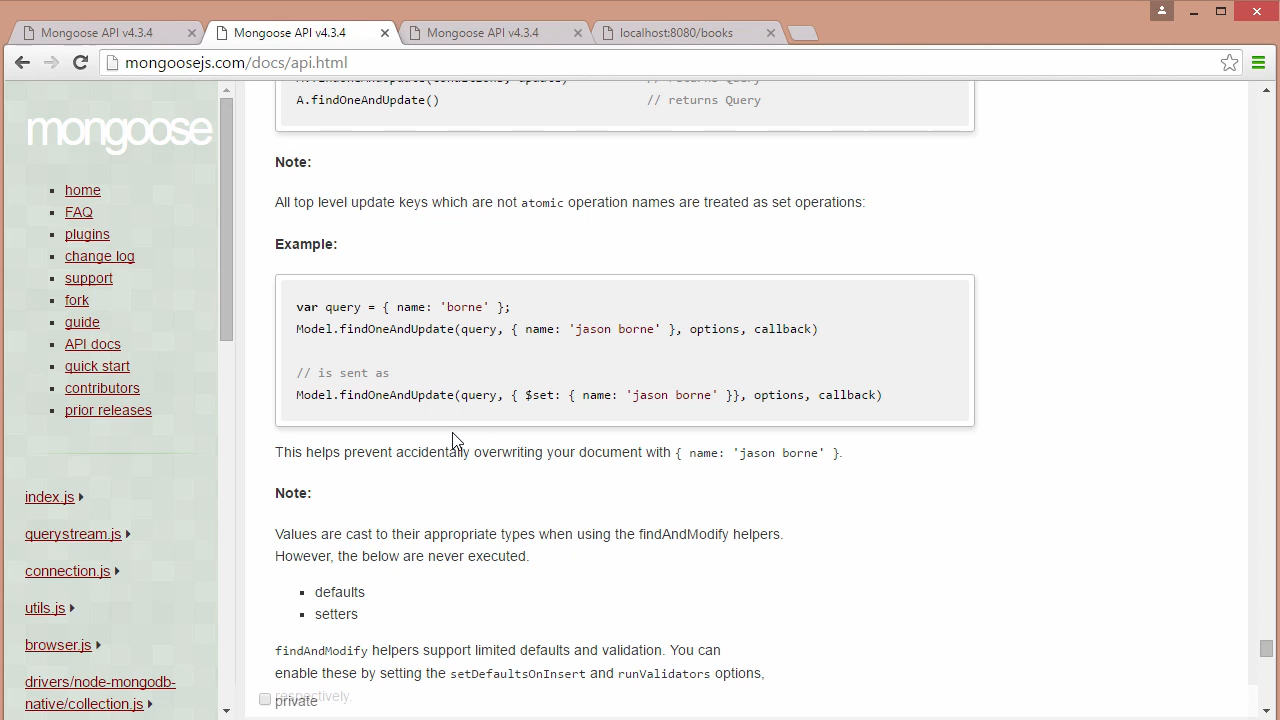 Mongoose API v4.3.4
Mongoose API v4.3.4
Mongoose API v4.3.4
localhost:8080/books
mongoosejs.com/docs/api.html
mongoose
home
FAQ
plugins
change log
support
fork
guide
API docs
quick start
contributors
prior releases
index.js
querystream.js
connection.js
utils.js
browser.js
drivers/node-mongodb-
native/collection.js
A.findOneAndUpdate(conditions, update) // returns Query
A.findOneAndUpdate() // returns Query
Note:
All top level update keys which are not atomic operation names are treated as set operations:
Example:
var query = { name: 'borne' };
Model.findOneAndUpdate(query, { name: 'jason borne' }, options, callback)
// is sent as
Model.findOneAndUpdate(query, { $set: { name: 'jason borne' }}, options, callback)
This helps prevent accidentally overwriting your document with { name: 'jason borne' }.
Note:
Values are cast to their appropriate types when using the findAndModify helpers.
However, the below are never executed.
defaults
setters
findAndModify helpers support limited defaults and validation. You can
enable these by setting the setDefaultsOnInsert and runValidators options,
respectively.
private